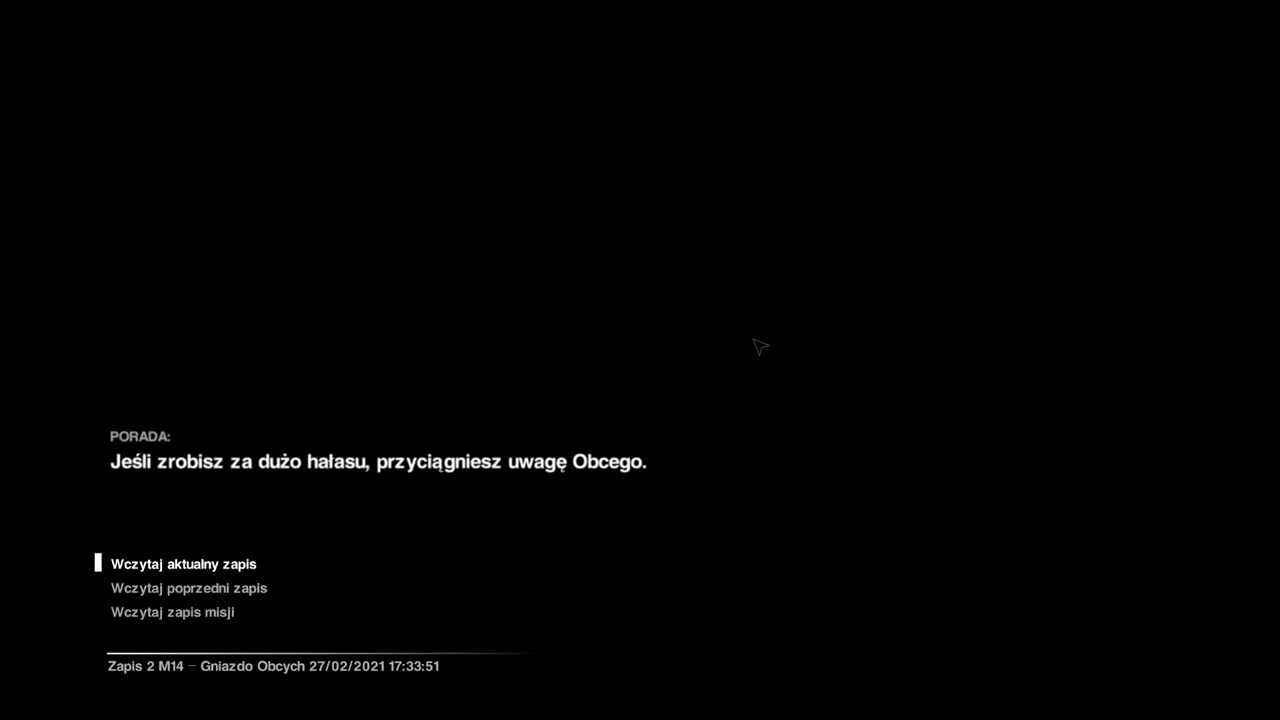 PORADA:
Jeśli zrobisz za dużo hałasu, przyciągniesz uwagę Obcego.
Wczytaj aktualny zapis
Wczytaj poprzedni zapis
Wczytaj zapis misji
Zapis 2 M14 – Gniazdo Obcych 27/02/2021 17:33:51